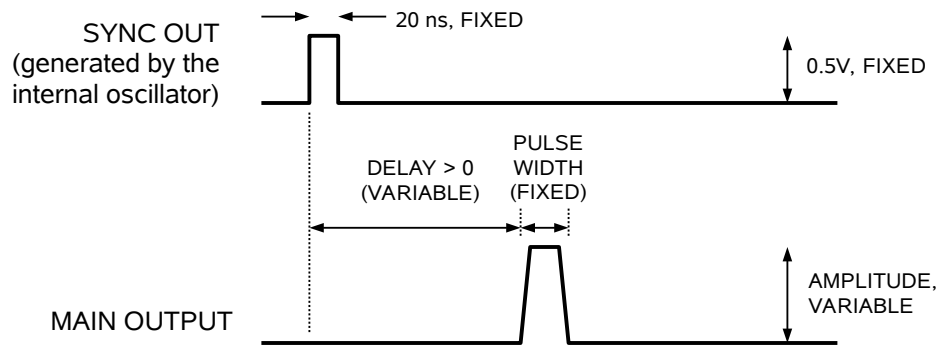 20 ns, FIXED
SYNC OUT
(generated by the
internal oscillator)
0.5V, FIXED
PULSE
WIDTH
(FIXED)
DELAY > 0
(VARIABLE)
AMPLITUDE,
VARIABLE
MAIN OUTPUT